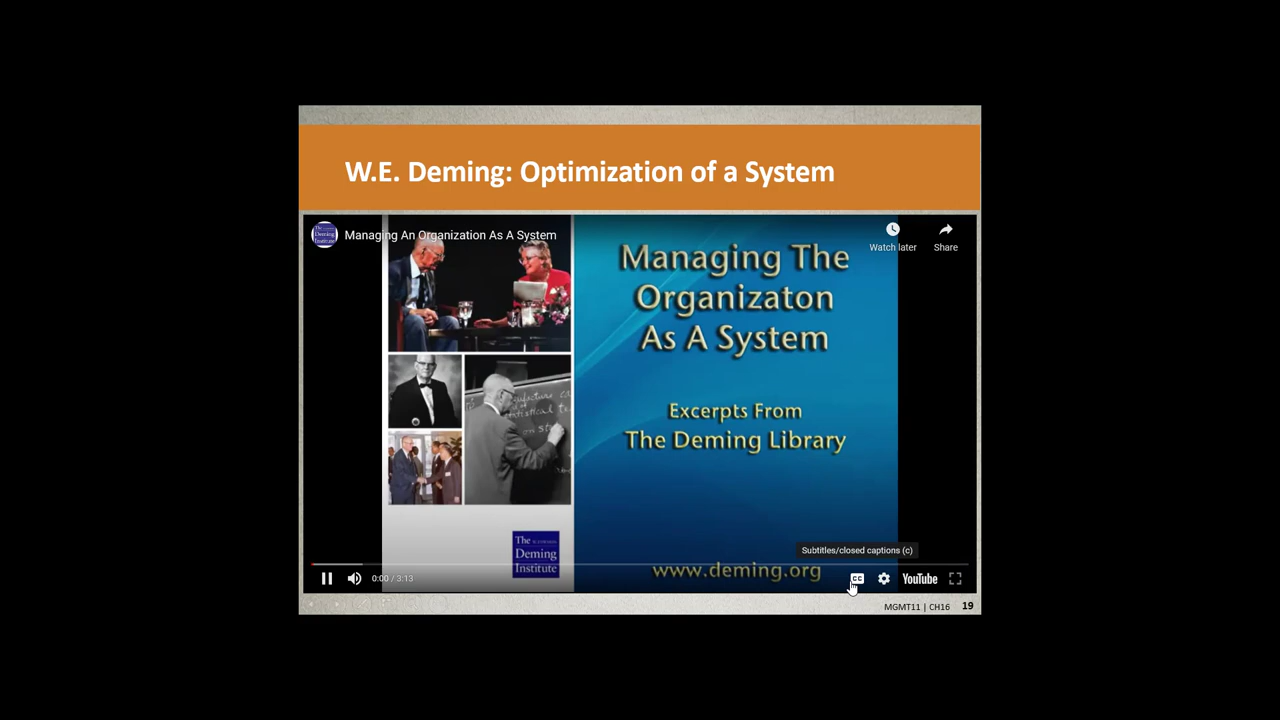 W.E. Deming: Optimization of a System
Managing An Organization As A System
Watch later
Share
Managing The
Organizaton
As A System
Excerpts From
The Deming Library
The
Deming
Institute
Subtitles/closed captions (c)
www.deming.org
0:00 / 3:13
CC
YouTube
MGMT11 | CH16 19